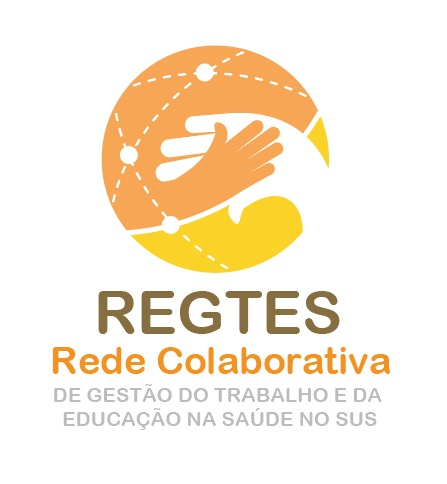 REGTES
Rede Colaborativa
DE GESTÃO DO TRABALHO E DA
EDUCAÇÃO NA SAÚDE NO SUS